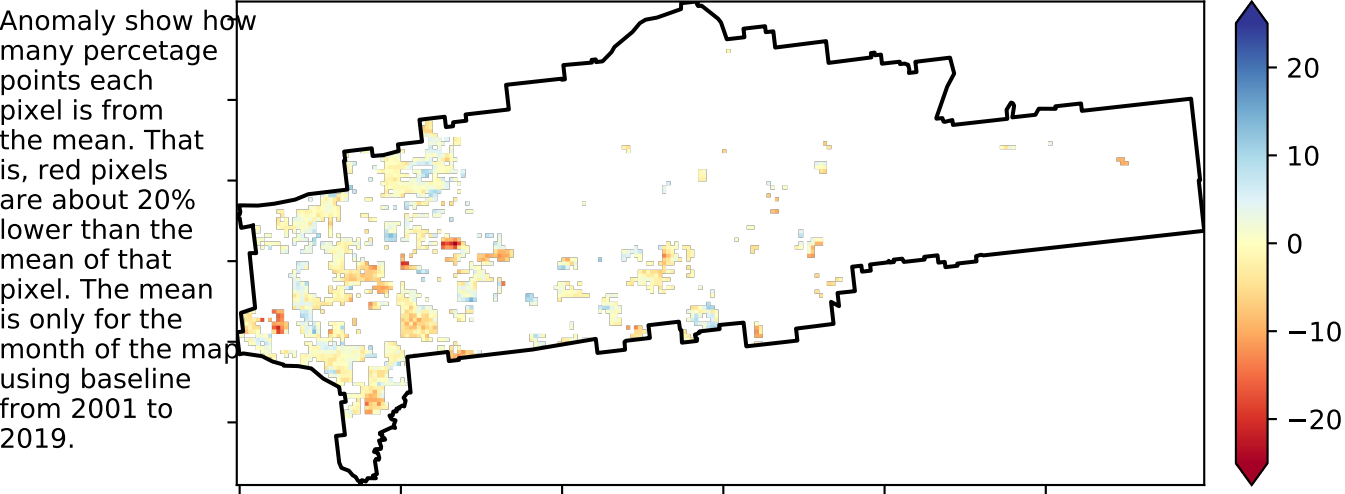 Anomaly show how
many percetage
points each
pixel is from
the mean. That
is, red pixels
are about 20%
lower than the
mean of that
pixel. The mean
is only for the
month of the map
using baseline
from 2001 to
2019.
20
10
0
−10
−20